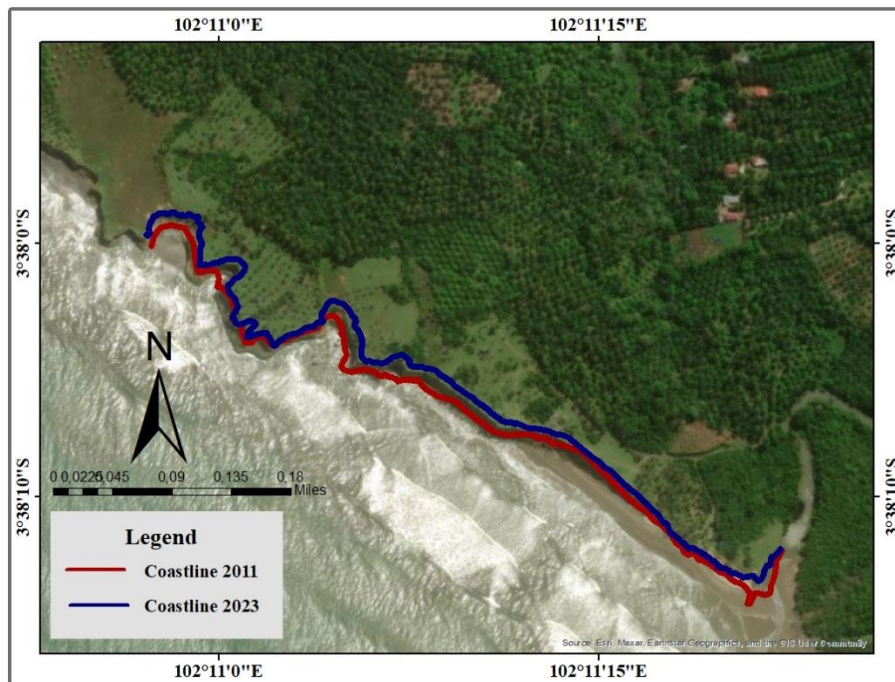 102°11'0"E 102°11'15"E
3°38'0"S 3°38'0"S
N
3°38'10"S 3°38'10"S
0 0,0225 0,045 0,09 0,135 0,18
Miles
Legend
Coastline 2011
Coastline 2023
Source: Esri, Maxar, Earthstar Geographics, and the GIS User Community
102°11'0"E 102°11'15"E